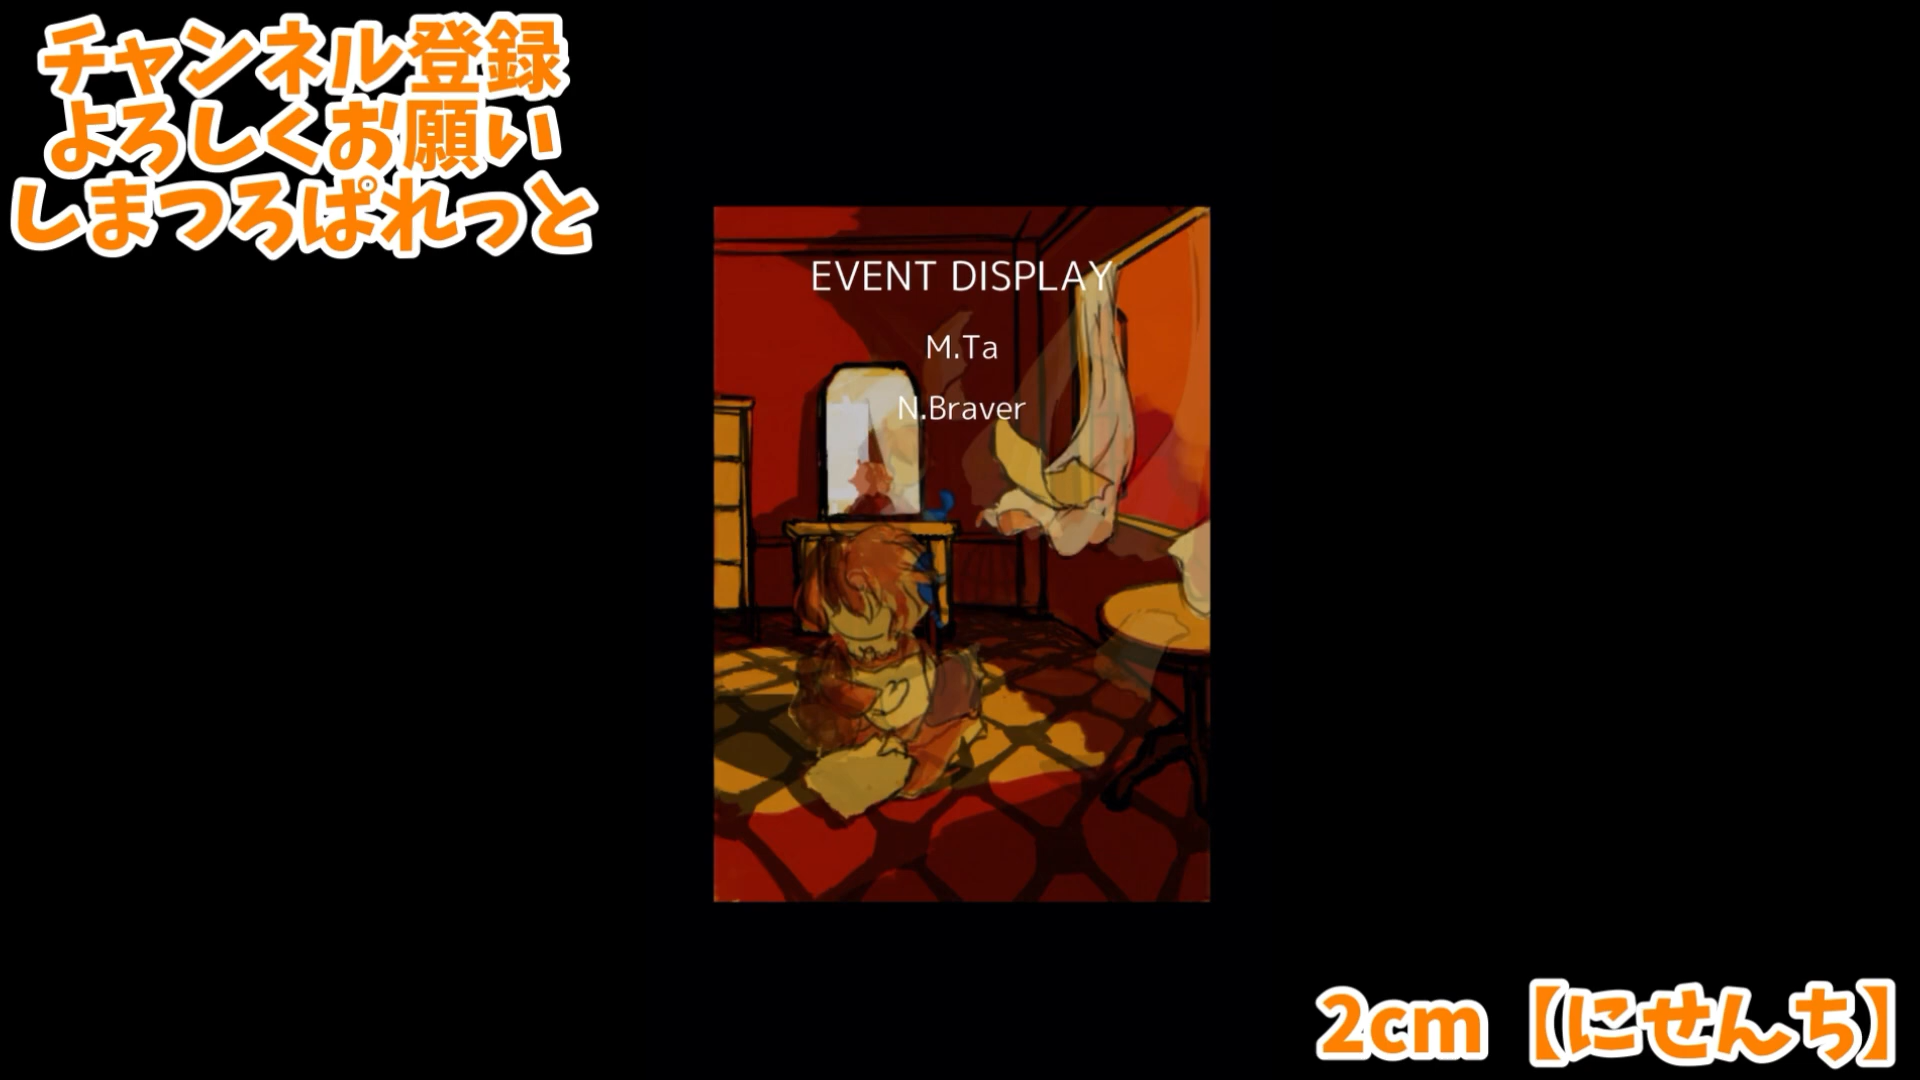 チャンネル登録
よろしくお願い
しまつろぱれっと
EVENT DISPLAY
M.Ta
N.Braver
2cm【にせんち】